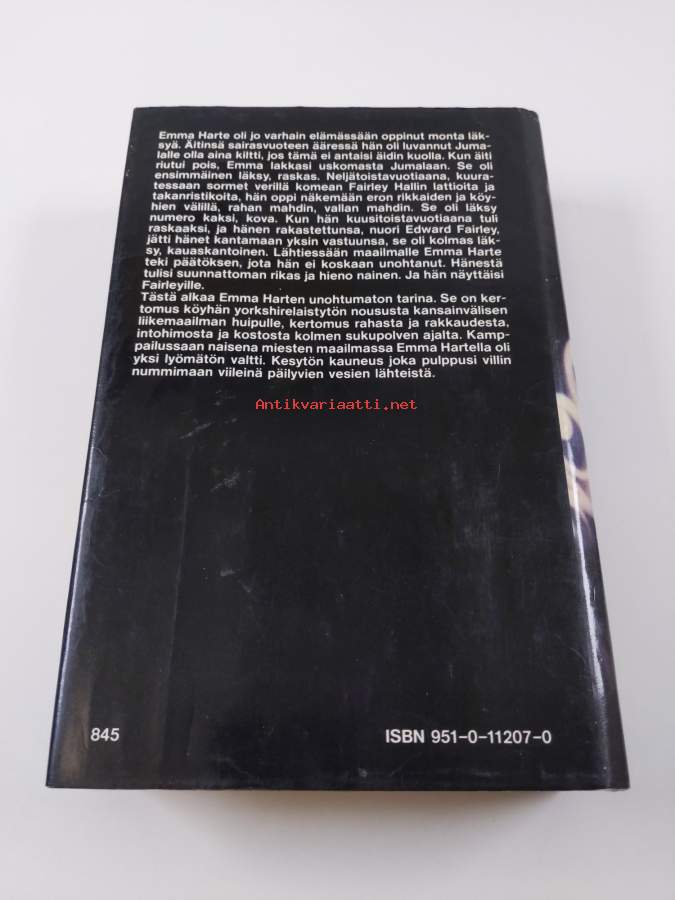 Emma Harte oli jo varhain elämässään oppinut monta läk-
syä. Äitinsä sairasvuoteen ääressä hän oli luvannut Juma-
lalle olla aina kiltti, jos tämä ei antaisi äidin kuolla. Kun äiti
riutui pois, Emma lakkasi uskomasta Jumalaan. Se oli
ensimmäinen läksy, raskas. Neljätoistavuotiaana, kuura-
tessaan sormet verillä komean Fairley Hallin lattioita ja
takanristikoita, hän oppi näkemään eron rikkaiden ja köy-
hien välillä, rahan mahdin, vallan mahdin. Se oli läksy
numero kaksi, kova. Kun hän kuusitoistavuotiaana tuli
raskaaksi, ja hänen rakastettunsa, nuori Edward Fairley,
jätti hänet kantamaan yksin vastuunsa, se oli kolmas läk-
sy, kauaskantoinen. Lähtiessään maailmalle Emma Harte
teki päätöksen, jota hän ei koskaan unohtanut. Hänestä
tulisi suunnattoman rikas ja hieno nainen. Ja hän näyttäisi
Fairleyille.
Tästä alkaa Emma Harten unohtumaton tarina. Se on ker-
tomus köyhän yorkshirelaistytön noususta kansainvälisen
liikemaailman huipulle, kertomus rahasta ja rakkaudesta,
intohimosta ja kostosta kolmen sukupolven ajalta. Kamp-
pailussaan naisena miesten maailmassa Emma Hartella oli
yksi lyömätön valtti. Kesytön kauneus joka pulppusi villin
nummimaan viileinä päilyvien vesien lähteistä.
Antikvariaatti.net
845
ISBN 951-0-11207-0